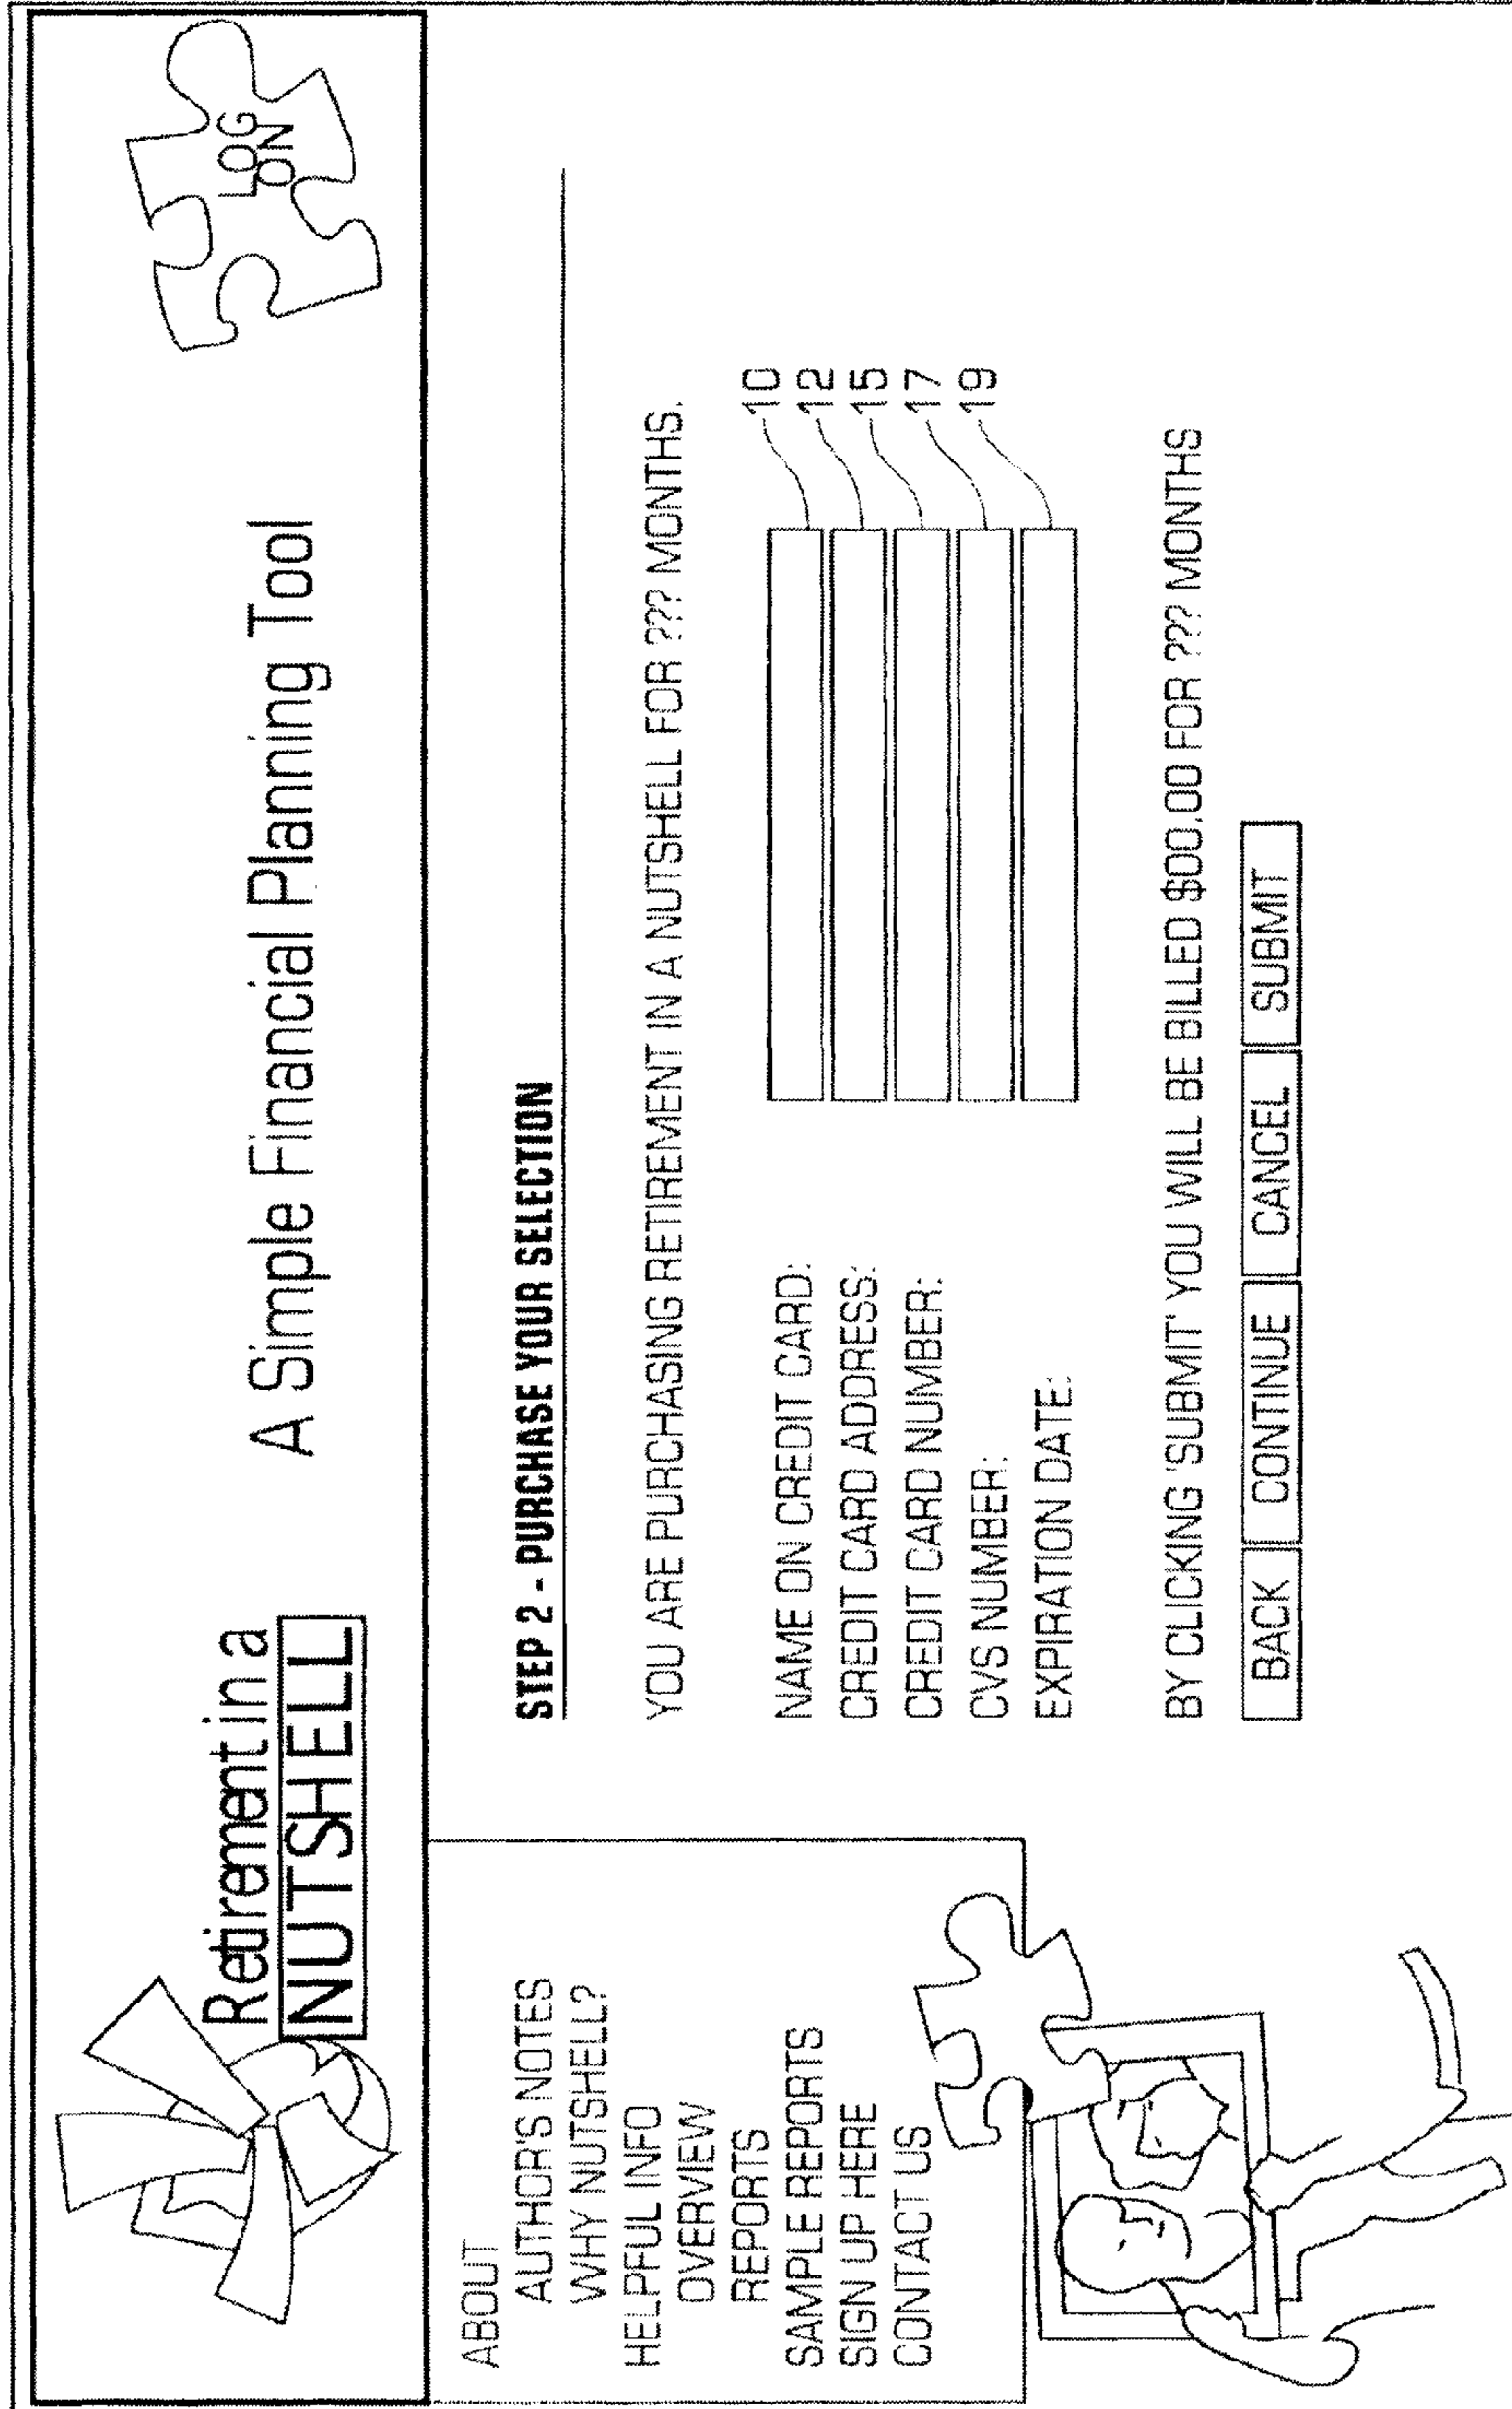 Retirement in a
NUTSHELL
A Simple Financial Planning Tool
LOG
ON
ABOUT
AUTHOR'S NOTES
WHY NUTSHELL?
HELPFUL INFO
OVERVIEW
REPORTS
SAMPLE REPORTS
SIGN UP HERE
CONTACT US
STEP 2 - PURCHASE YOUR SELECTION
YOU ARE PURCHASING RETIREMENT IN A NUTSHELL FOR ??? MONTHS.
NAME ON CREDIT CARD: 10
CREDIT CARD ADDRESS: 12
CREDIT CARD NUMBER: 15
CVS NUMBER: 17
EXPIRATION DATE: 19
BY CLICKING 'SUBMIT' YOU WILL BE BILLED $00.00 FOR ??? MONTHS
BACK CONTINUE CANCEL SUBMIT